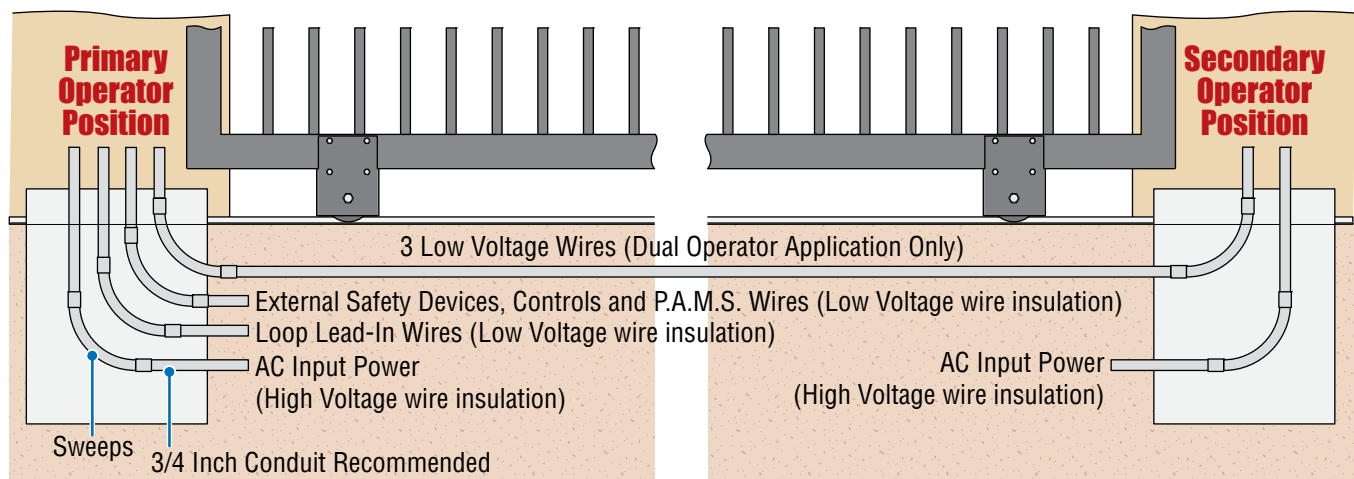 Primary
Operator
Position
Secondary
Operator
Position
3 Low Voltage Wires (Dual Operator Application Only)
External Safety Devices, Controls and P.A.M.S. Wires (Low Voltage wire insulation)
Loop Lead-In Wires (Low Voltage wire insulation)
AC Input Power
(High Voltage wire insulation)
AC Input Power
(High Voltage wire insulation)
Sweeps
3/4 Inch Conduit Recommended